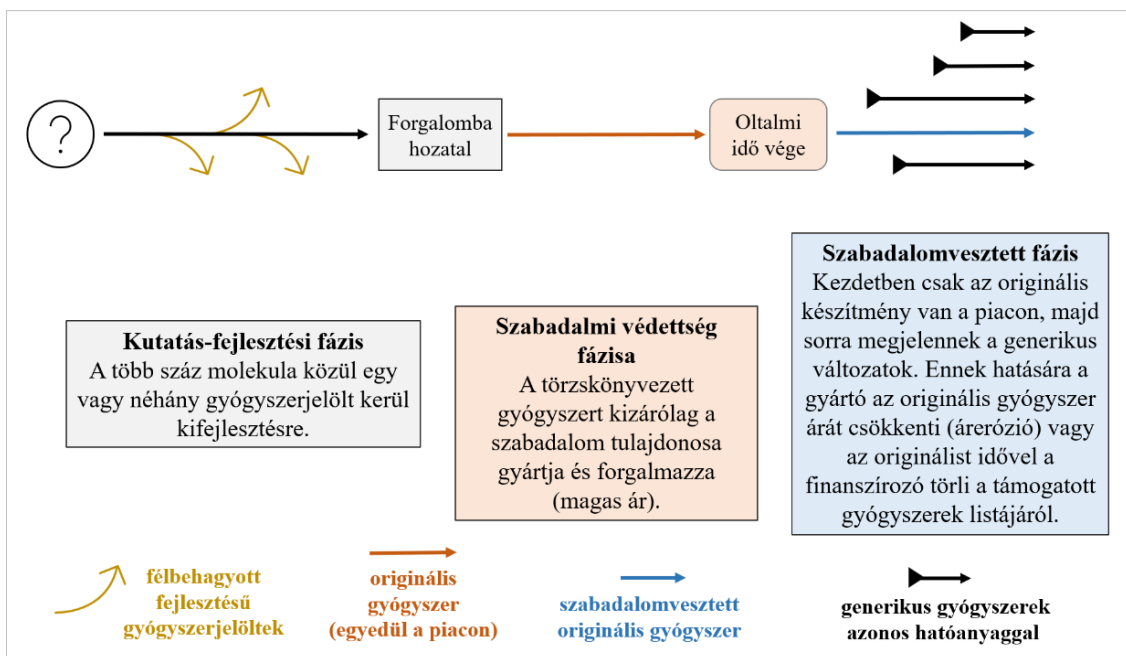 ?
Forgalomba
hozatal
Oltalmi
idő vége
Kutatás-fejlesztési fázis
A több száz molekula közül egy
vagy néhány gyógyszerjelölt kerül
kifejlesztésre.
Szabadalmi védettség
fázisa
A törzskönyvezett
gyógyszert kizárólag a
szabadalom tulajdonosa
gyártja és forgalmazza
(magas ár).
Szabadalomvesztett fázis
Kezdetben csak az originális
készítmény van a piacon, majd
sorra megjelennek a generikus
változatok. Ennek hatására a
gyártó az originális gyógyszer
árát csökkenti (árerózió) vagy
az originálist idővel a
finanszírozó törli a támogatott
gyógyszerek listájáról.
félbehagyott
fejlesztésű
gyógyszerjelöltek
originális
gyógyszer
(egyedül a piacon)
szabadalomvesztett
originális gyógyszer
generikus gyógyszerek
azonos hatóanyaggal